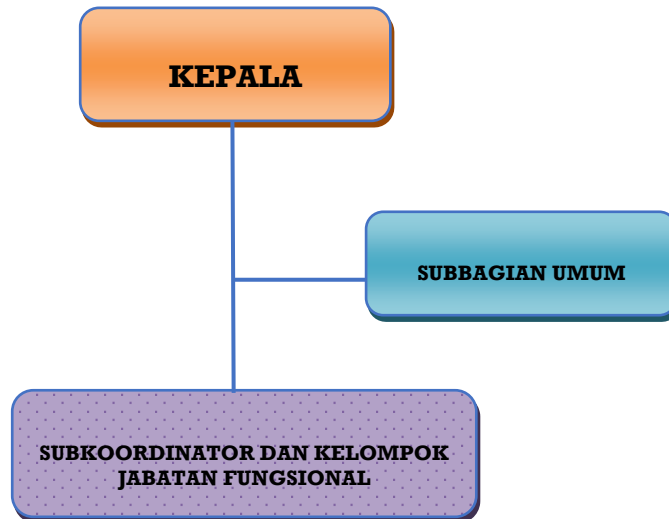 KEPALA
SUBBAGIAN UMUM
SUBKOORDINATOR DAN KELOMPOK
JABATAN FUNGSIONAL